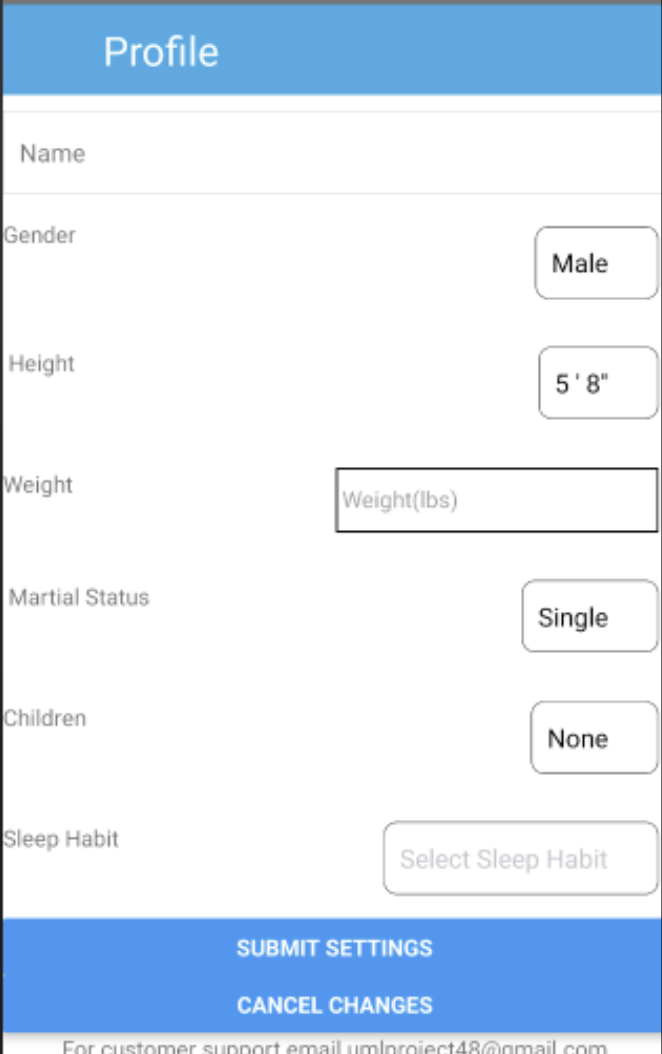 Profile
Name
Gender
Male
Height
5 ' 8"
Weight
Weight(lbs)
Martial Status
Single
Children
None
Sleep Habit
Select Sleep Habit
SUBMIT SETTINGS
CANCEL CHANGES
For customer support email umlproject48@gmail.com